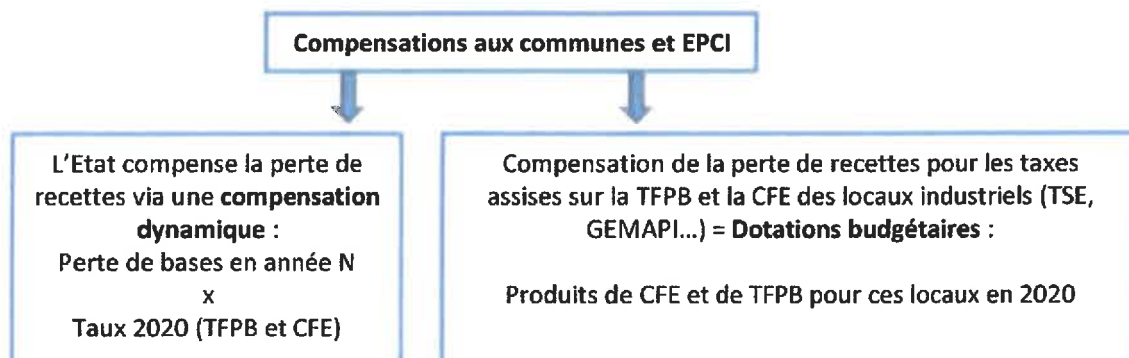 Compensations aux communes et EPCI
L'Etat compense la perte de
recettes via une compensation
dynamique :
Perte de bases en année N
x
Taux 2020 (TFPB et CFE)
Compensation de la perte de recettes pour les taxes
assises sur la TFPB et la CFE des locaux industriels (TSE,
GEMAPI...) = Dotations budgétaires :
Produits de CFE et de TFPB pour ces locaux en 2020